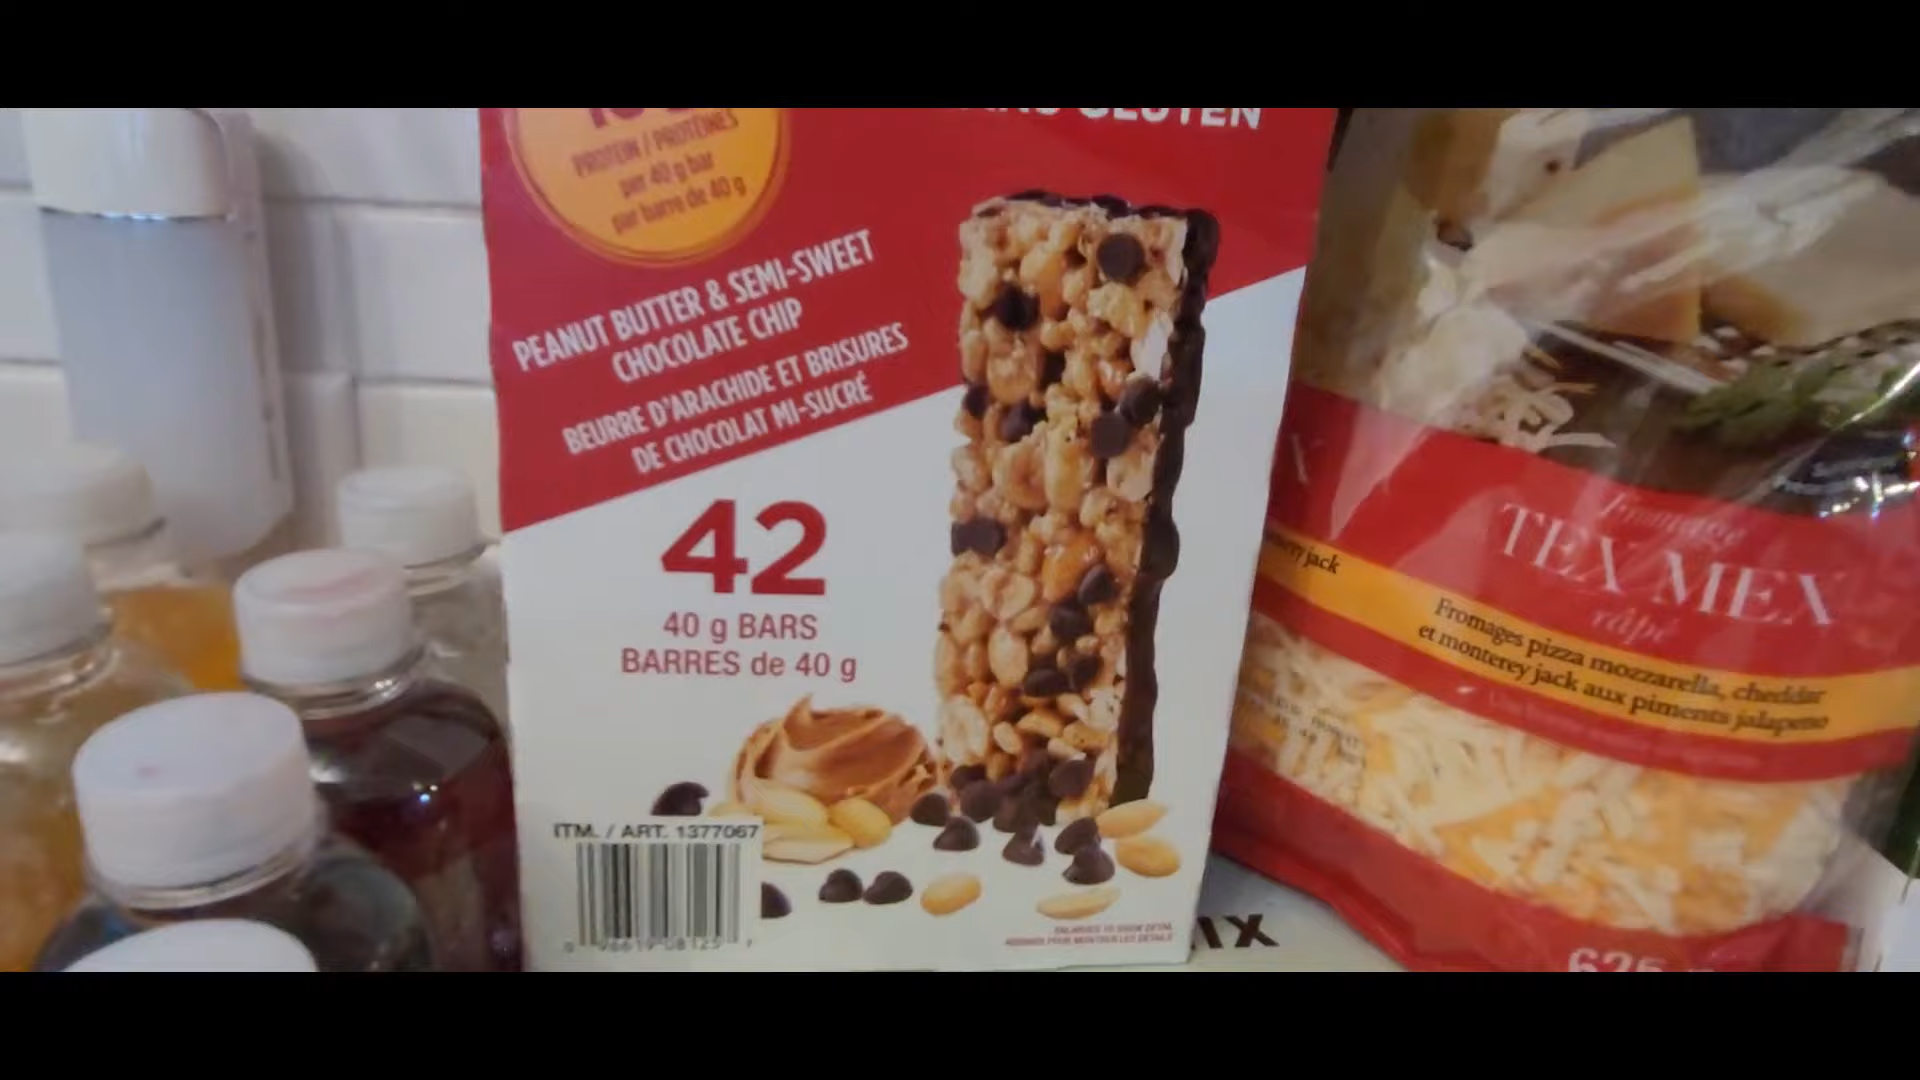 GLUTEN
PROTEIN / PROTÉINES
per 40 g bar
par barre de 40 g
PEANUT BUTTER & SEMI-SWEET
CHOCOLATE CHIP
BEURRE D'ARACHIDE ET BRISURES
DE CHOCOLAT MI-SUCRÉ
42
40 g BARS
BARRES de 40 g
ITM. / ART. 1377067
jack
TEX MEX
râpé
Fromages pizza mozzarella, cheddar
et monterey jack aux piments jalapeno
IX